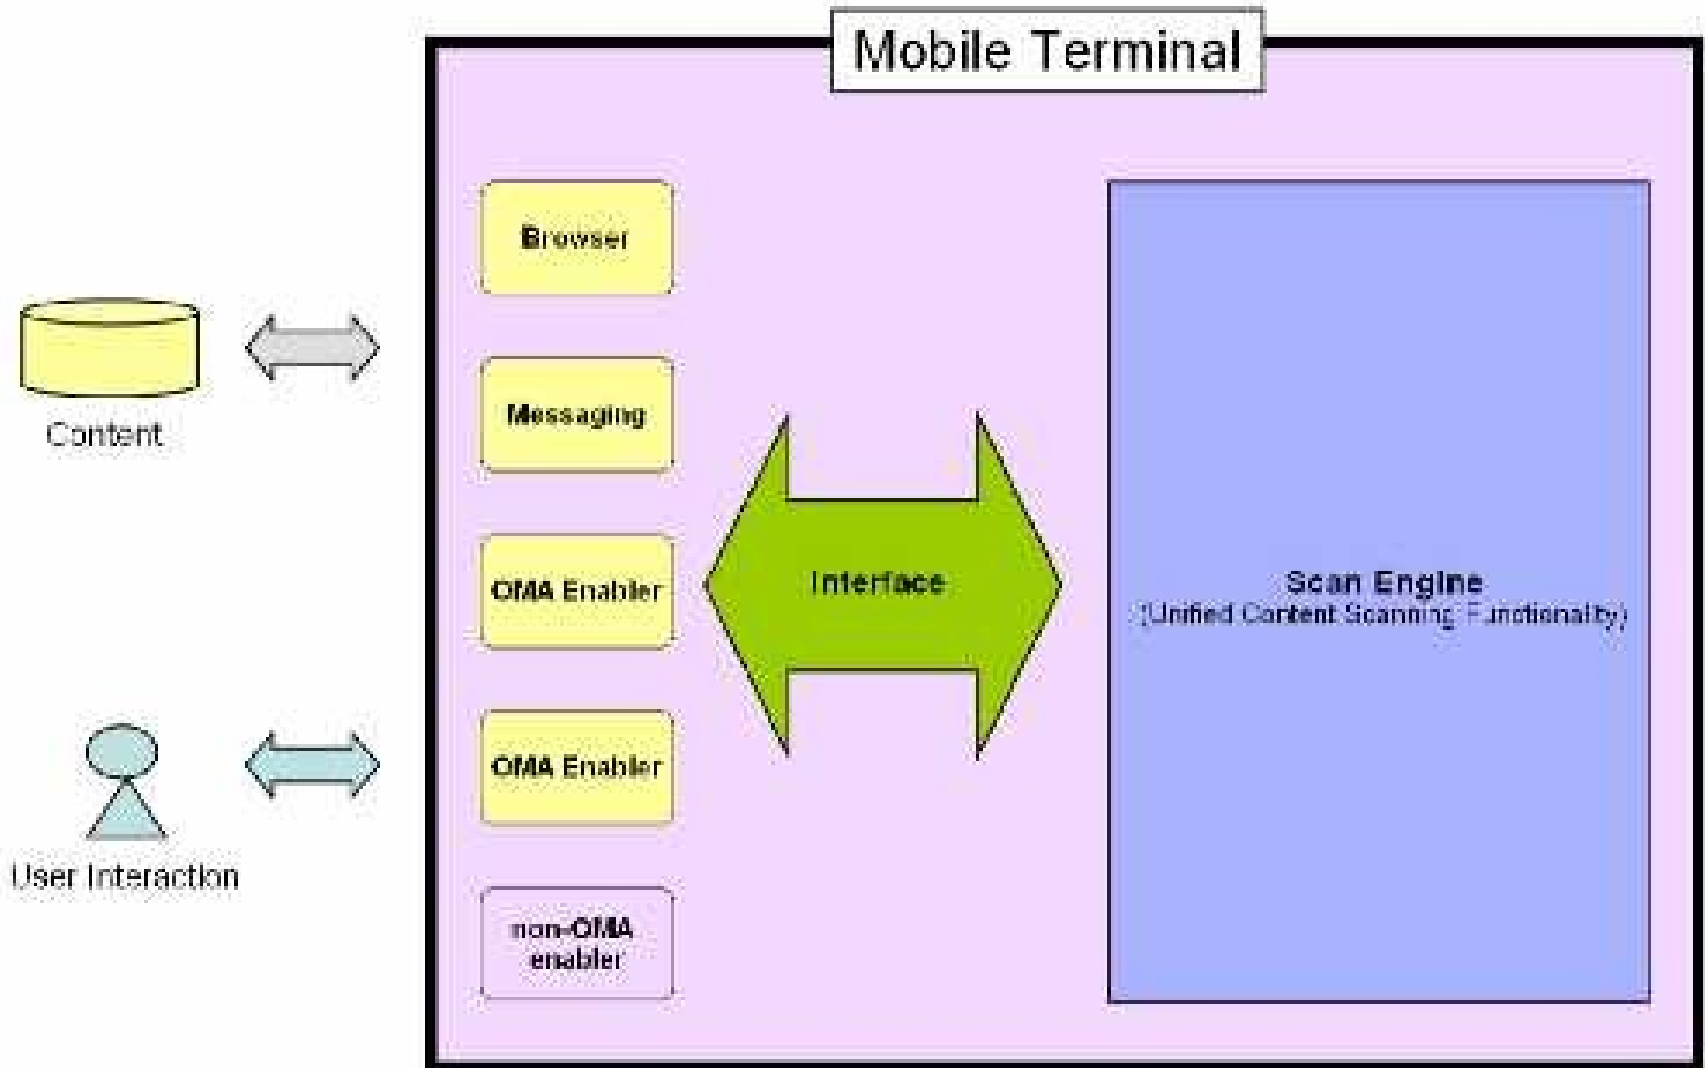 Mobile Terminal
Browser
Content
Messaging
OMA Enabler
Interface
Scan Engine
(Unified Content Scanning Functionality)
OMA Enabler
User Interaction
non-OMA
enabler